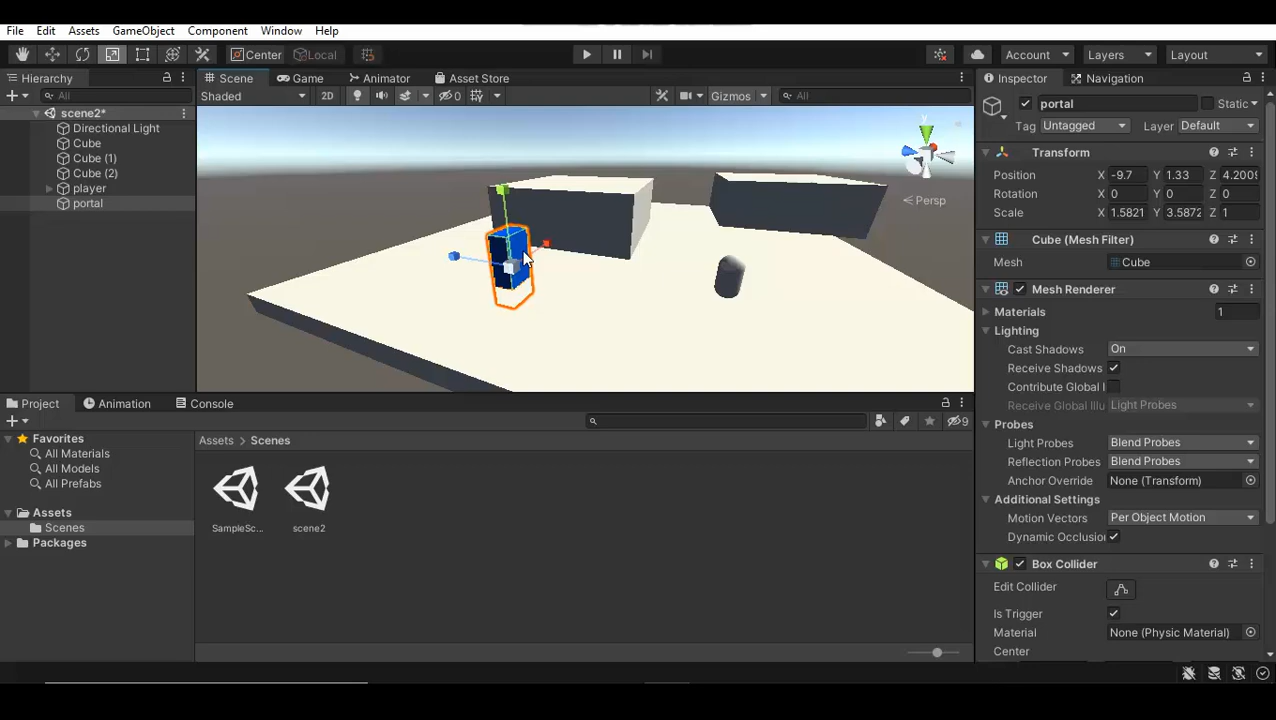 File Edit Assets GameObject Component Window Help
Center Local Account Layers Layout
Hierarchy Scene Game Animator Asset Store Inspector Navigation
All Shaded 2D 0 Gizmos All portal Static
scene2*
Tag Untagged Layer Default
Directional Light
Cube
Cube (1)
Cube (2)
player
portal
y
Persp
Transform
Position X -9.7 Y 1.33 Z 4.2009
Rotation X 0 Y 0 Z 0
Scale X 1.5821 Y 3.5872 Z 1
Cube (Mesh Filter)
Mesh Cube
Mesh Renderer
Materials 1
Lighting
Cast Shadows On
Receive Shadows
Contribute Global I
Receive Global Illu Light Probes
Probes
Light Probes Blend Probes
Reflection Probes Blend Probes
Anchor Override None (Transform)
Additional Settings
Motion Vectors Per Object Motion
Dynamic Occlusion
Box Collider
Edit Collider
Is Trigger
Material None (Physic Material)
Center
Project Animation Console
9
Favorites
All Materials
All Models
All Prefabs
Assets
Scenes
Packages
Assets > Scenes
SampleSc... scene2